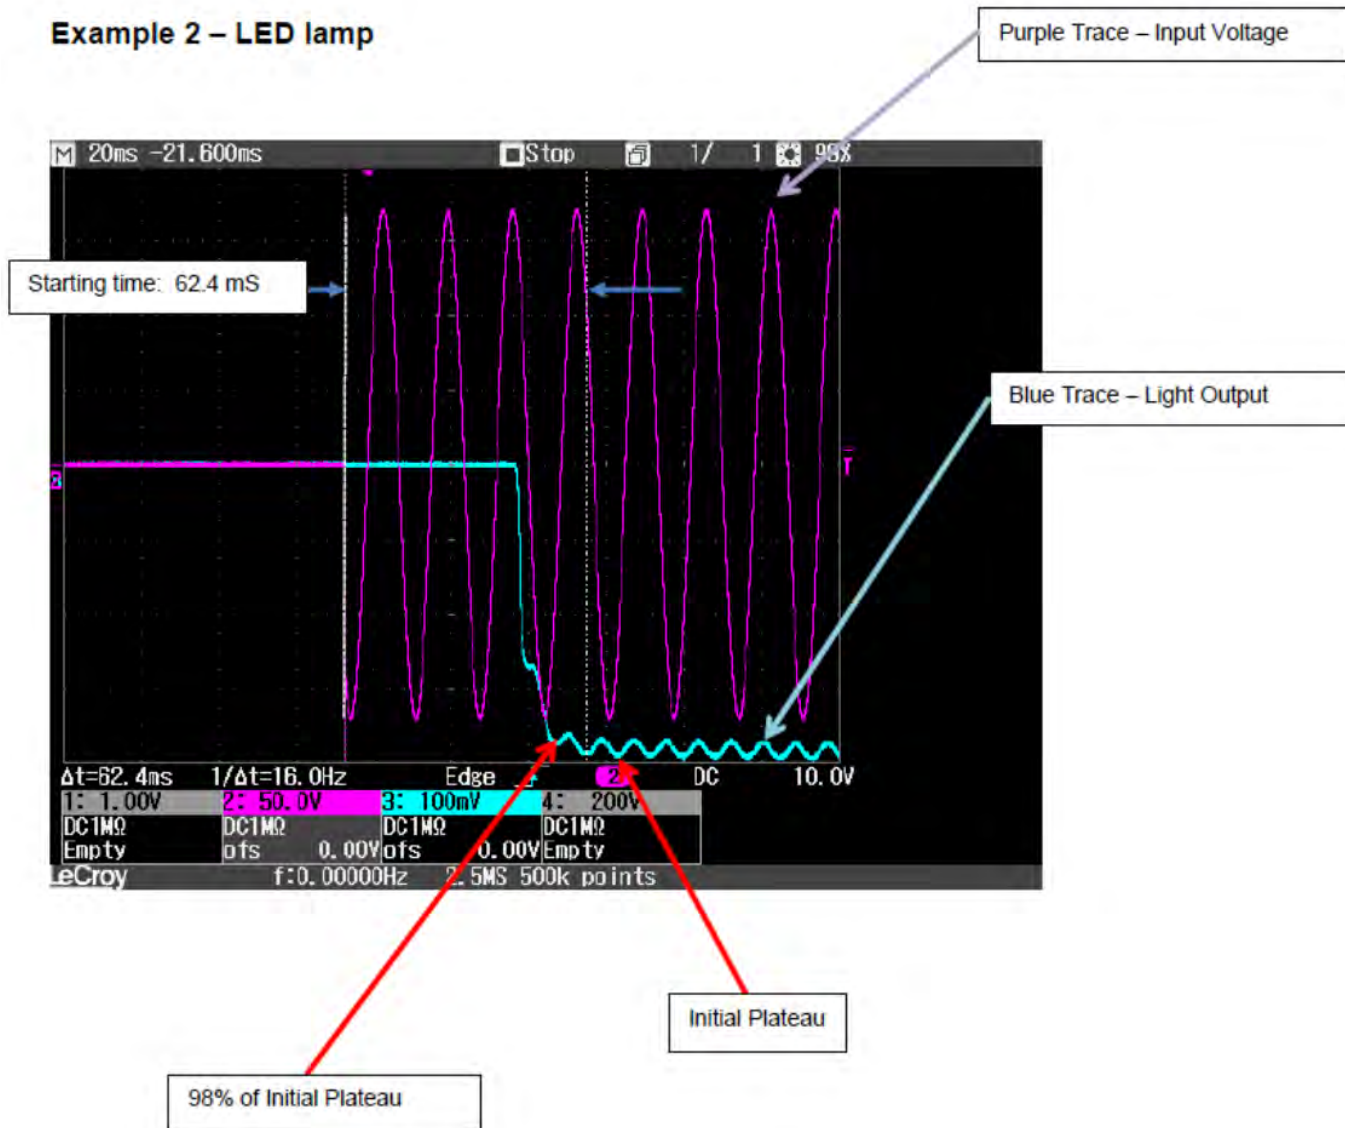 Example 2 – LED lamp
Purple Trace – Input Voltage
M 20ms -21.600ms Stop 1/ 1 99%
Starting time: 62.4 mS
Blue Trace – Light Output
T
Δt=62.4ms 1/Δt=16.0Hz Edge 2 DC 10.0V
1: 1.00V 2: 50.0V 3: 100mV 4: 200V
DC1MΩ DC1MΩ DC1MΩ DC1MΩ
Empty ofs 0.00V ofs 0.00V Empty
LeCroy f:0.00000Hz 2.5MS 500k points
Initial Plateau
98% of Initial Plateau